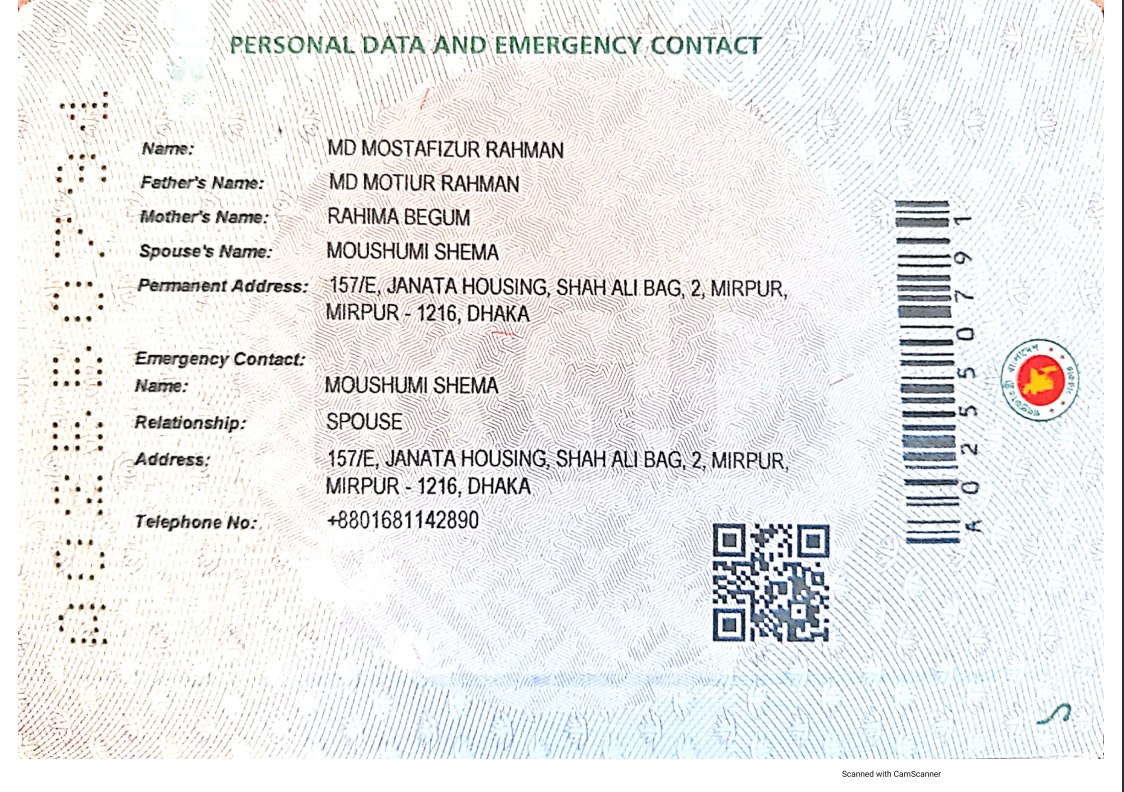 PERSONAL DATA AND EMERGENCY CONTACT
Name: MD MOSTAFIZUR RAHMAN
Father's Name: MD MOTIUR RAHMAN
Mother's Name: RAHIMA BEGUM
Spouse's Name: MOUSHUMI SHEMA
Permanent Address: 157/E, JANATA HOUSING, SHAH ALI BAG, 2, MIRPUR,
MIRPUR - 1216, DHAKA
Emergency Contact:
Name: MOUSHUMI SHEMA
Relationship: SPOUSE
Address: 157/E, JANATA HOUSING, SHAH ALI BAG, 2, MIRPUR,
MIRPUR - 1216, DHAKA
Telephone No: +8801681142890
A02550791
Scanned with CamScanner